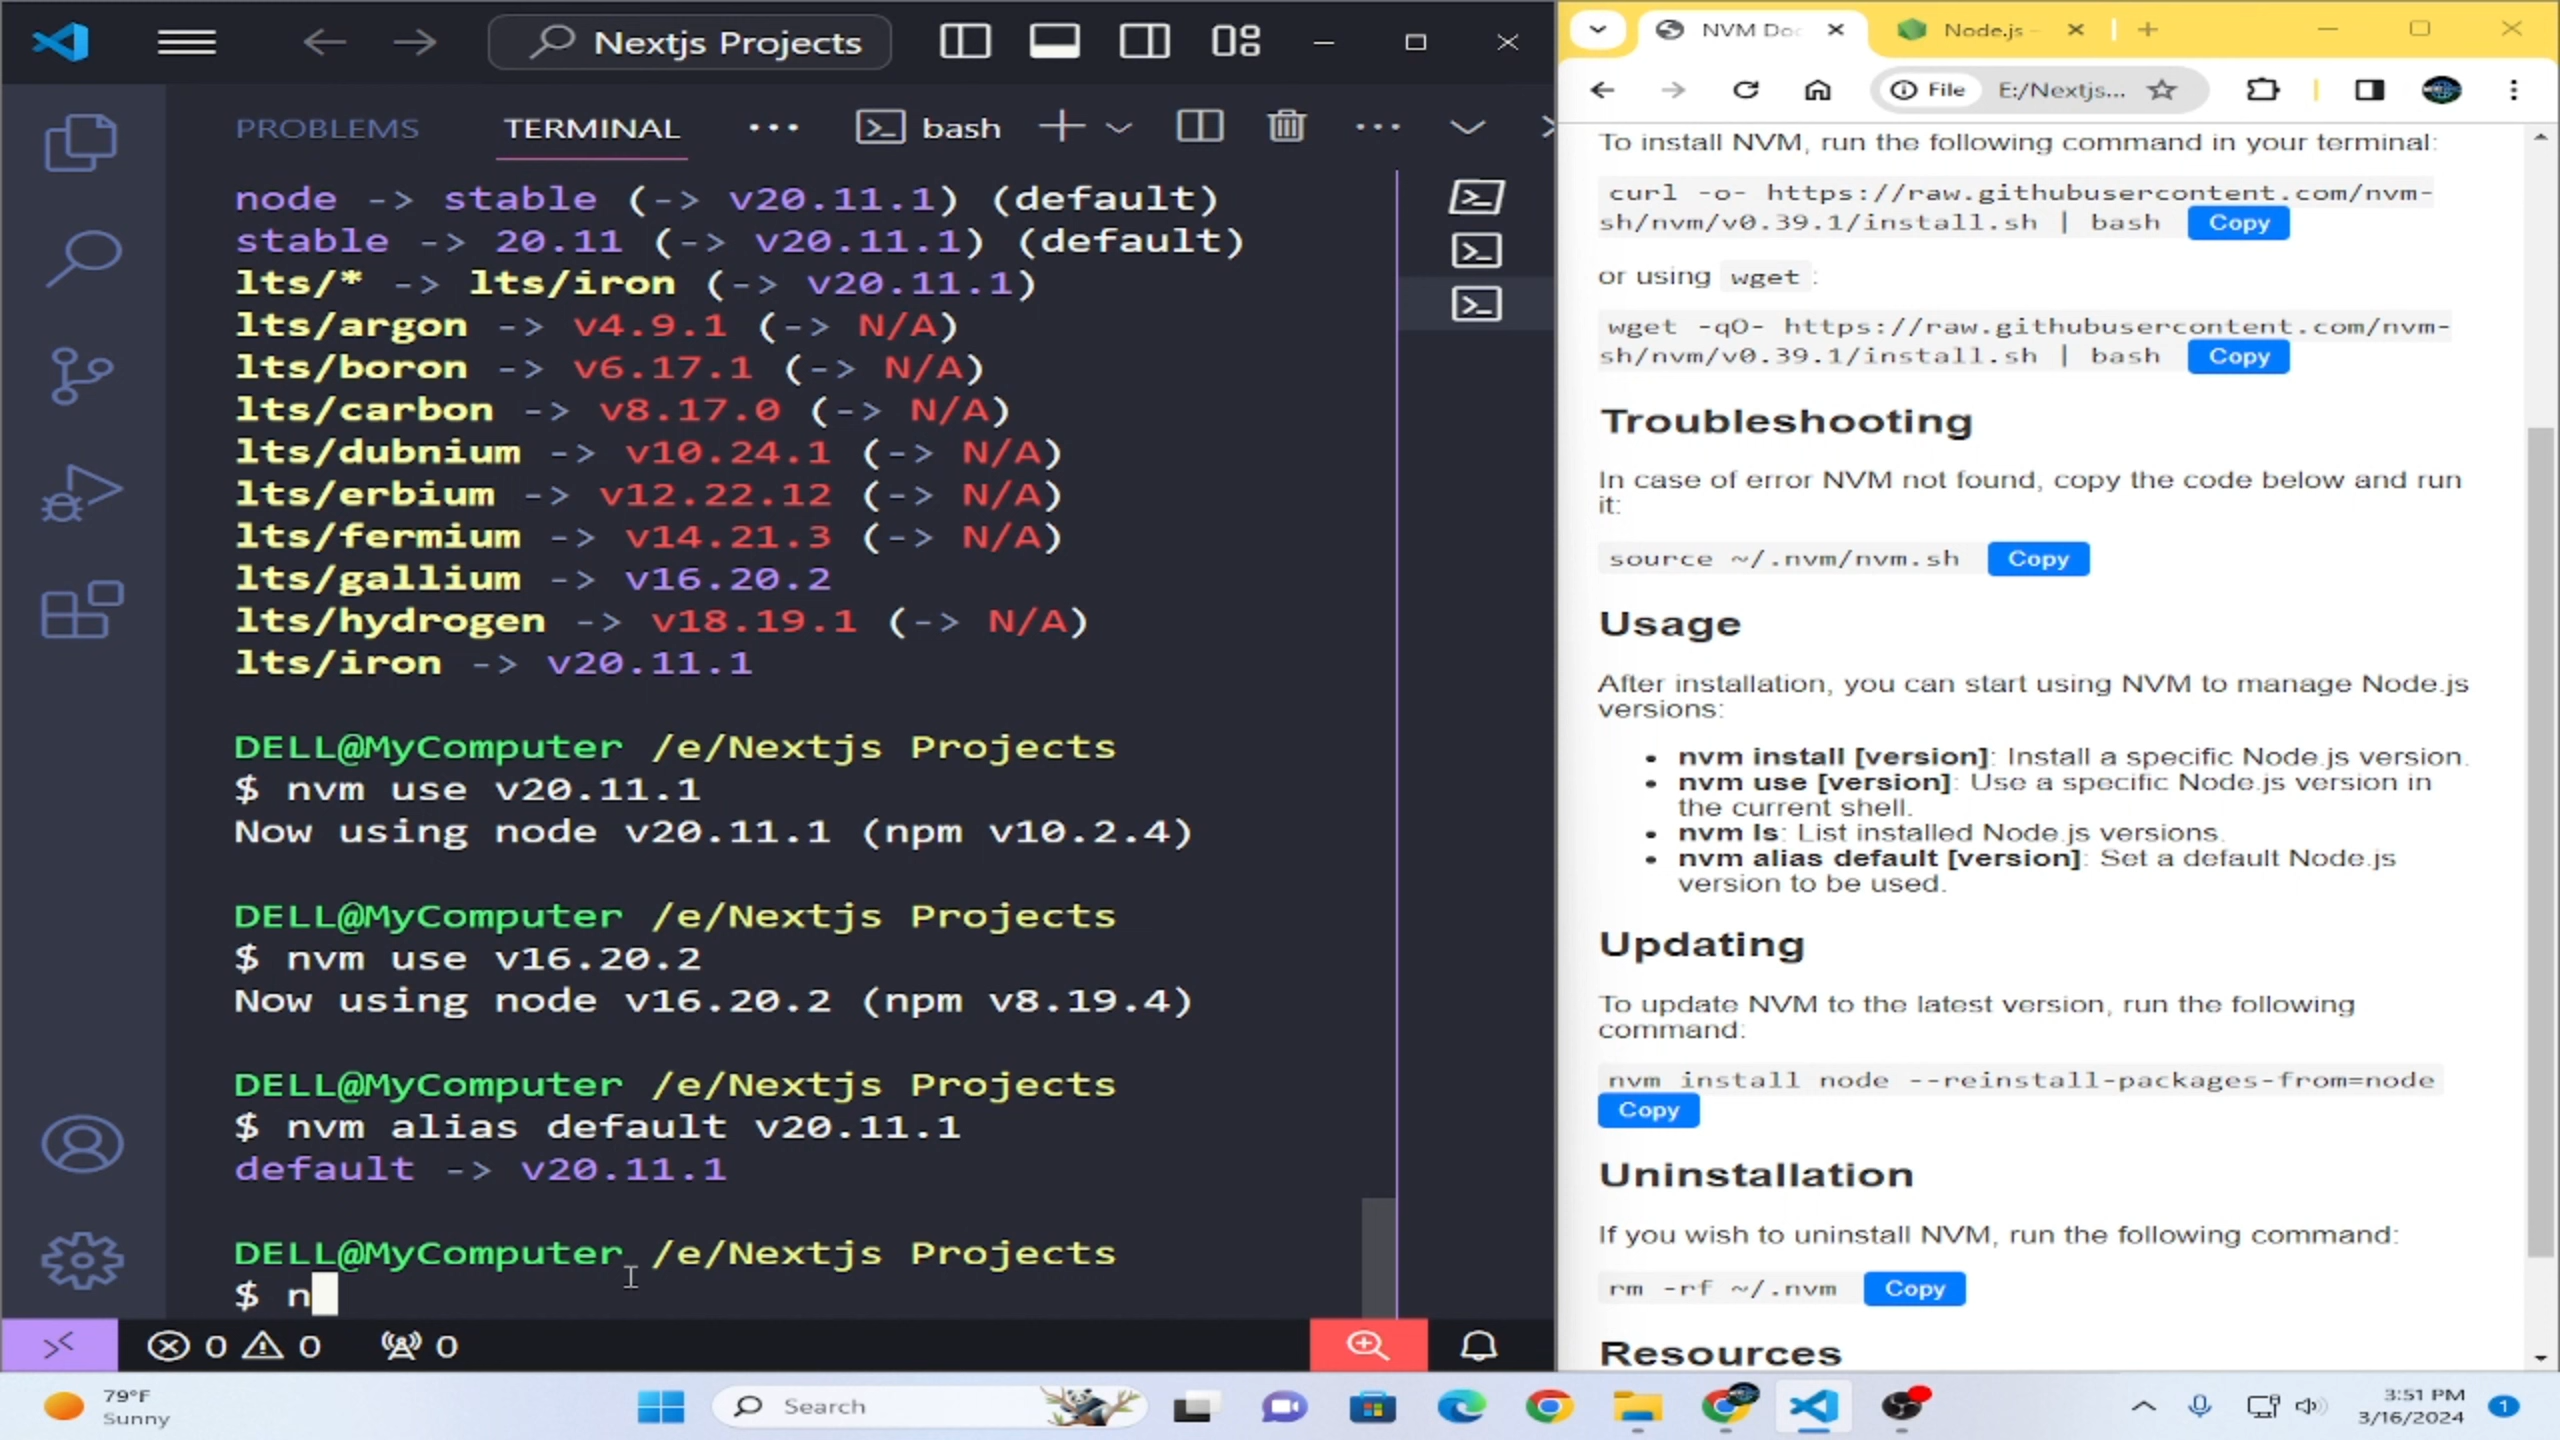 Nextjs Projects
PROBLEMS TERMINAL bash
node -> stable (-> v20.11.1) (default)
stable -> 20.11 (-> v20.11.1) (default)
lts/* -> lts/iron (-> v20.11.1)
lts/argon -> v4.9.1 (-> N/A)
lts/boron -> v6.17.1 (-> N/A)
lts/carbon -> v8.17.0 (-> N/A)
lts/dubnium -> v10.24.1 (-> N/A)
lts/erbium -> v12.22.12 (-> N/A)
lts/fermium -> v14.21.3 (-> N/A)
lts/gallium -> v16.20.2
lts/hydrogen -> v18.19.1 (-> N/A)
lts/iron -> v20.11.1
DELL@MyComputer /e/Nextjs Projects
$ nvm use v20.11.1
Now using node v20.11.1 (npm v10.2.4)
DELL@MyComputer /e/Nextjs Projects
$ nvm use v16.20.2
Now using node v16.20.2 (npm v8.19.4)
DELL@MyComputer /e/Nextjs Projects
$ nvm alias default v20.11.1
default -> v20.11.1
DELL@MyComputer /e/Nextjs Projects
$ n
0 0 0
NVM Doc Node.js –
File E:/Nextjs...
To install NVM, run the following command in your terminal:
curl -o- https://raw.githubusercontent.com/nvm-
sh/nvm/v0.39.1/install.sh | bash Copy
or using wget:
wget -qO- https://raw.githubusercontent.com/nvm-
sh/nvm/v0.39.1/install.sh | bash Copy
Troubleshooting
In case of error NVM not found, copy the code below and run
it:
source ~/.nvm/nvm.sh Copy
Usage
After installation, you can start using NVM to manage Node.js
versions:
• nvm install [version]: Install a specific Node.js version.
• nvm use [version]: Use a specific Node.js version in
the current shell.
• nvm ls: List installed Node.js versions.
• nvm alias default [version]: Set a default Node.js
version to be used.
Updating
To update NVM to the latest version, run the following
command:
nvm install node --reinstall-packages-from=node
Copy
Uninstallation
If you wish to uninstall NVM, run the following command:
rm -rf ~/.nvm Copy
Resources
79°F
Sunny
Search
3:51 PM
3/16/2024
1